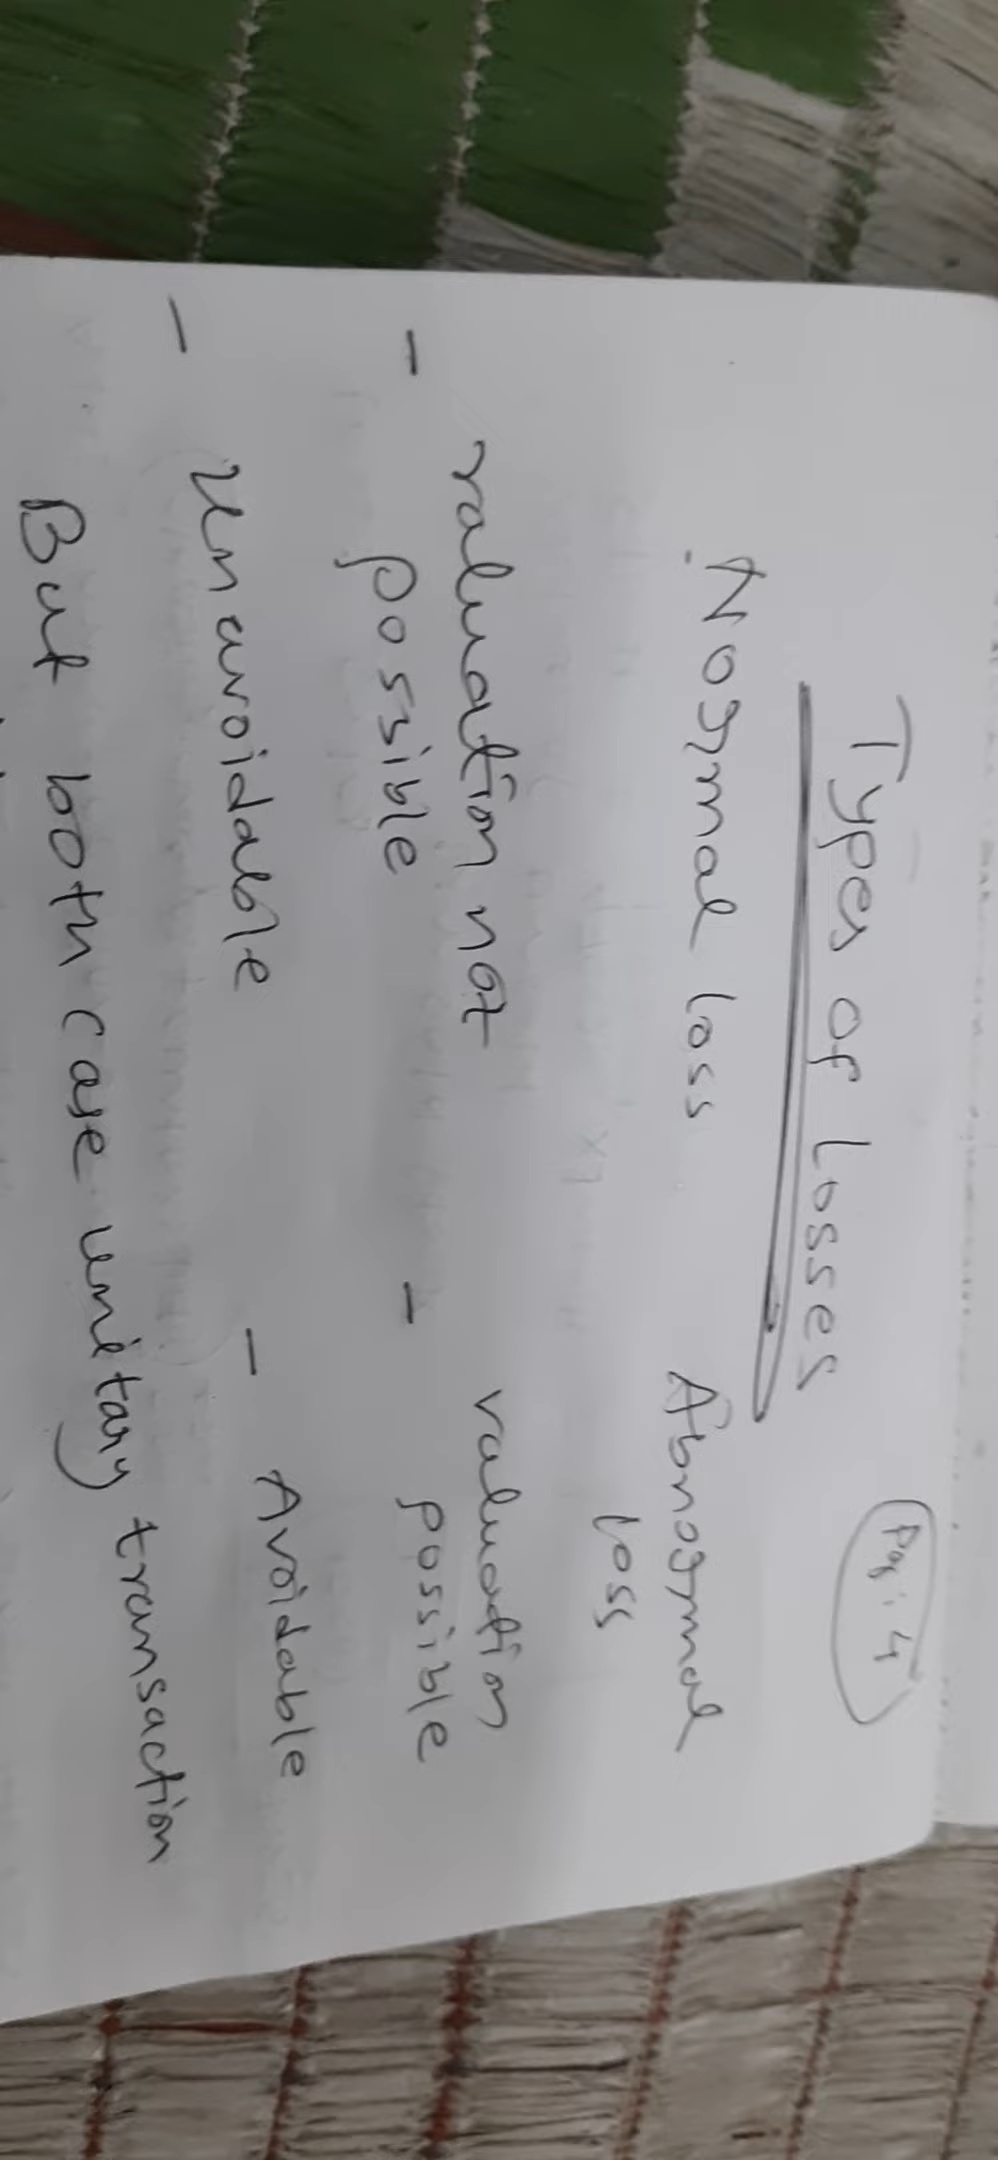 Types of Losses
Pg: 4
Normal loss
Abnormal
loss
- valuation not
possible
- valuation
possible
- Unavoidable
- Avoidable
But both case unitary transaction